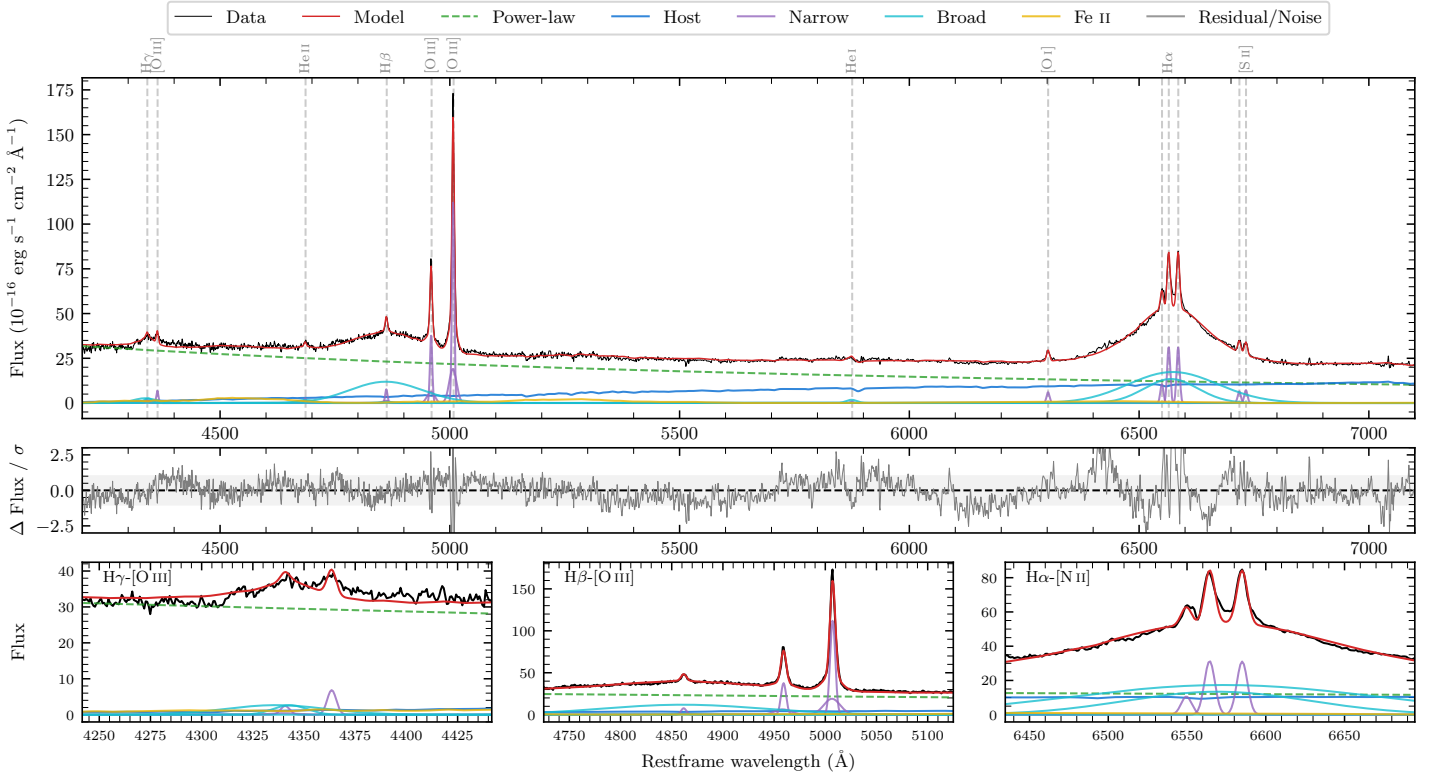 Data Model Power-law Host Narrow Broad Fe II Residual/Noise
Hγ [O III] He II Hβ [O III] [O III] He I [O I] Hα [S II]
Flux (10⁻¹⁶ erg s⁻¹ cm⁻² Å⁻¹)
175
150
125
100
75
50
25
0
4500 5000 5500 6000 6500 7000
Δ Flux / σ
2.5
0.0
−2.5
4500 5000 5500 6000 6500 7000
Flux
Hγ-[O III]
40
30
20
10
0
4250 4275 4300 4325 4350 4375 4400 4425
Hβ-[O III]
150
100
50
0
4750 4800 4850 4900 4950 5000 5050 5100
Hα-[N II]
80
60
40
20
0
6450 6500 6550 6600 6650
Restframe wavelength (Å)